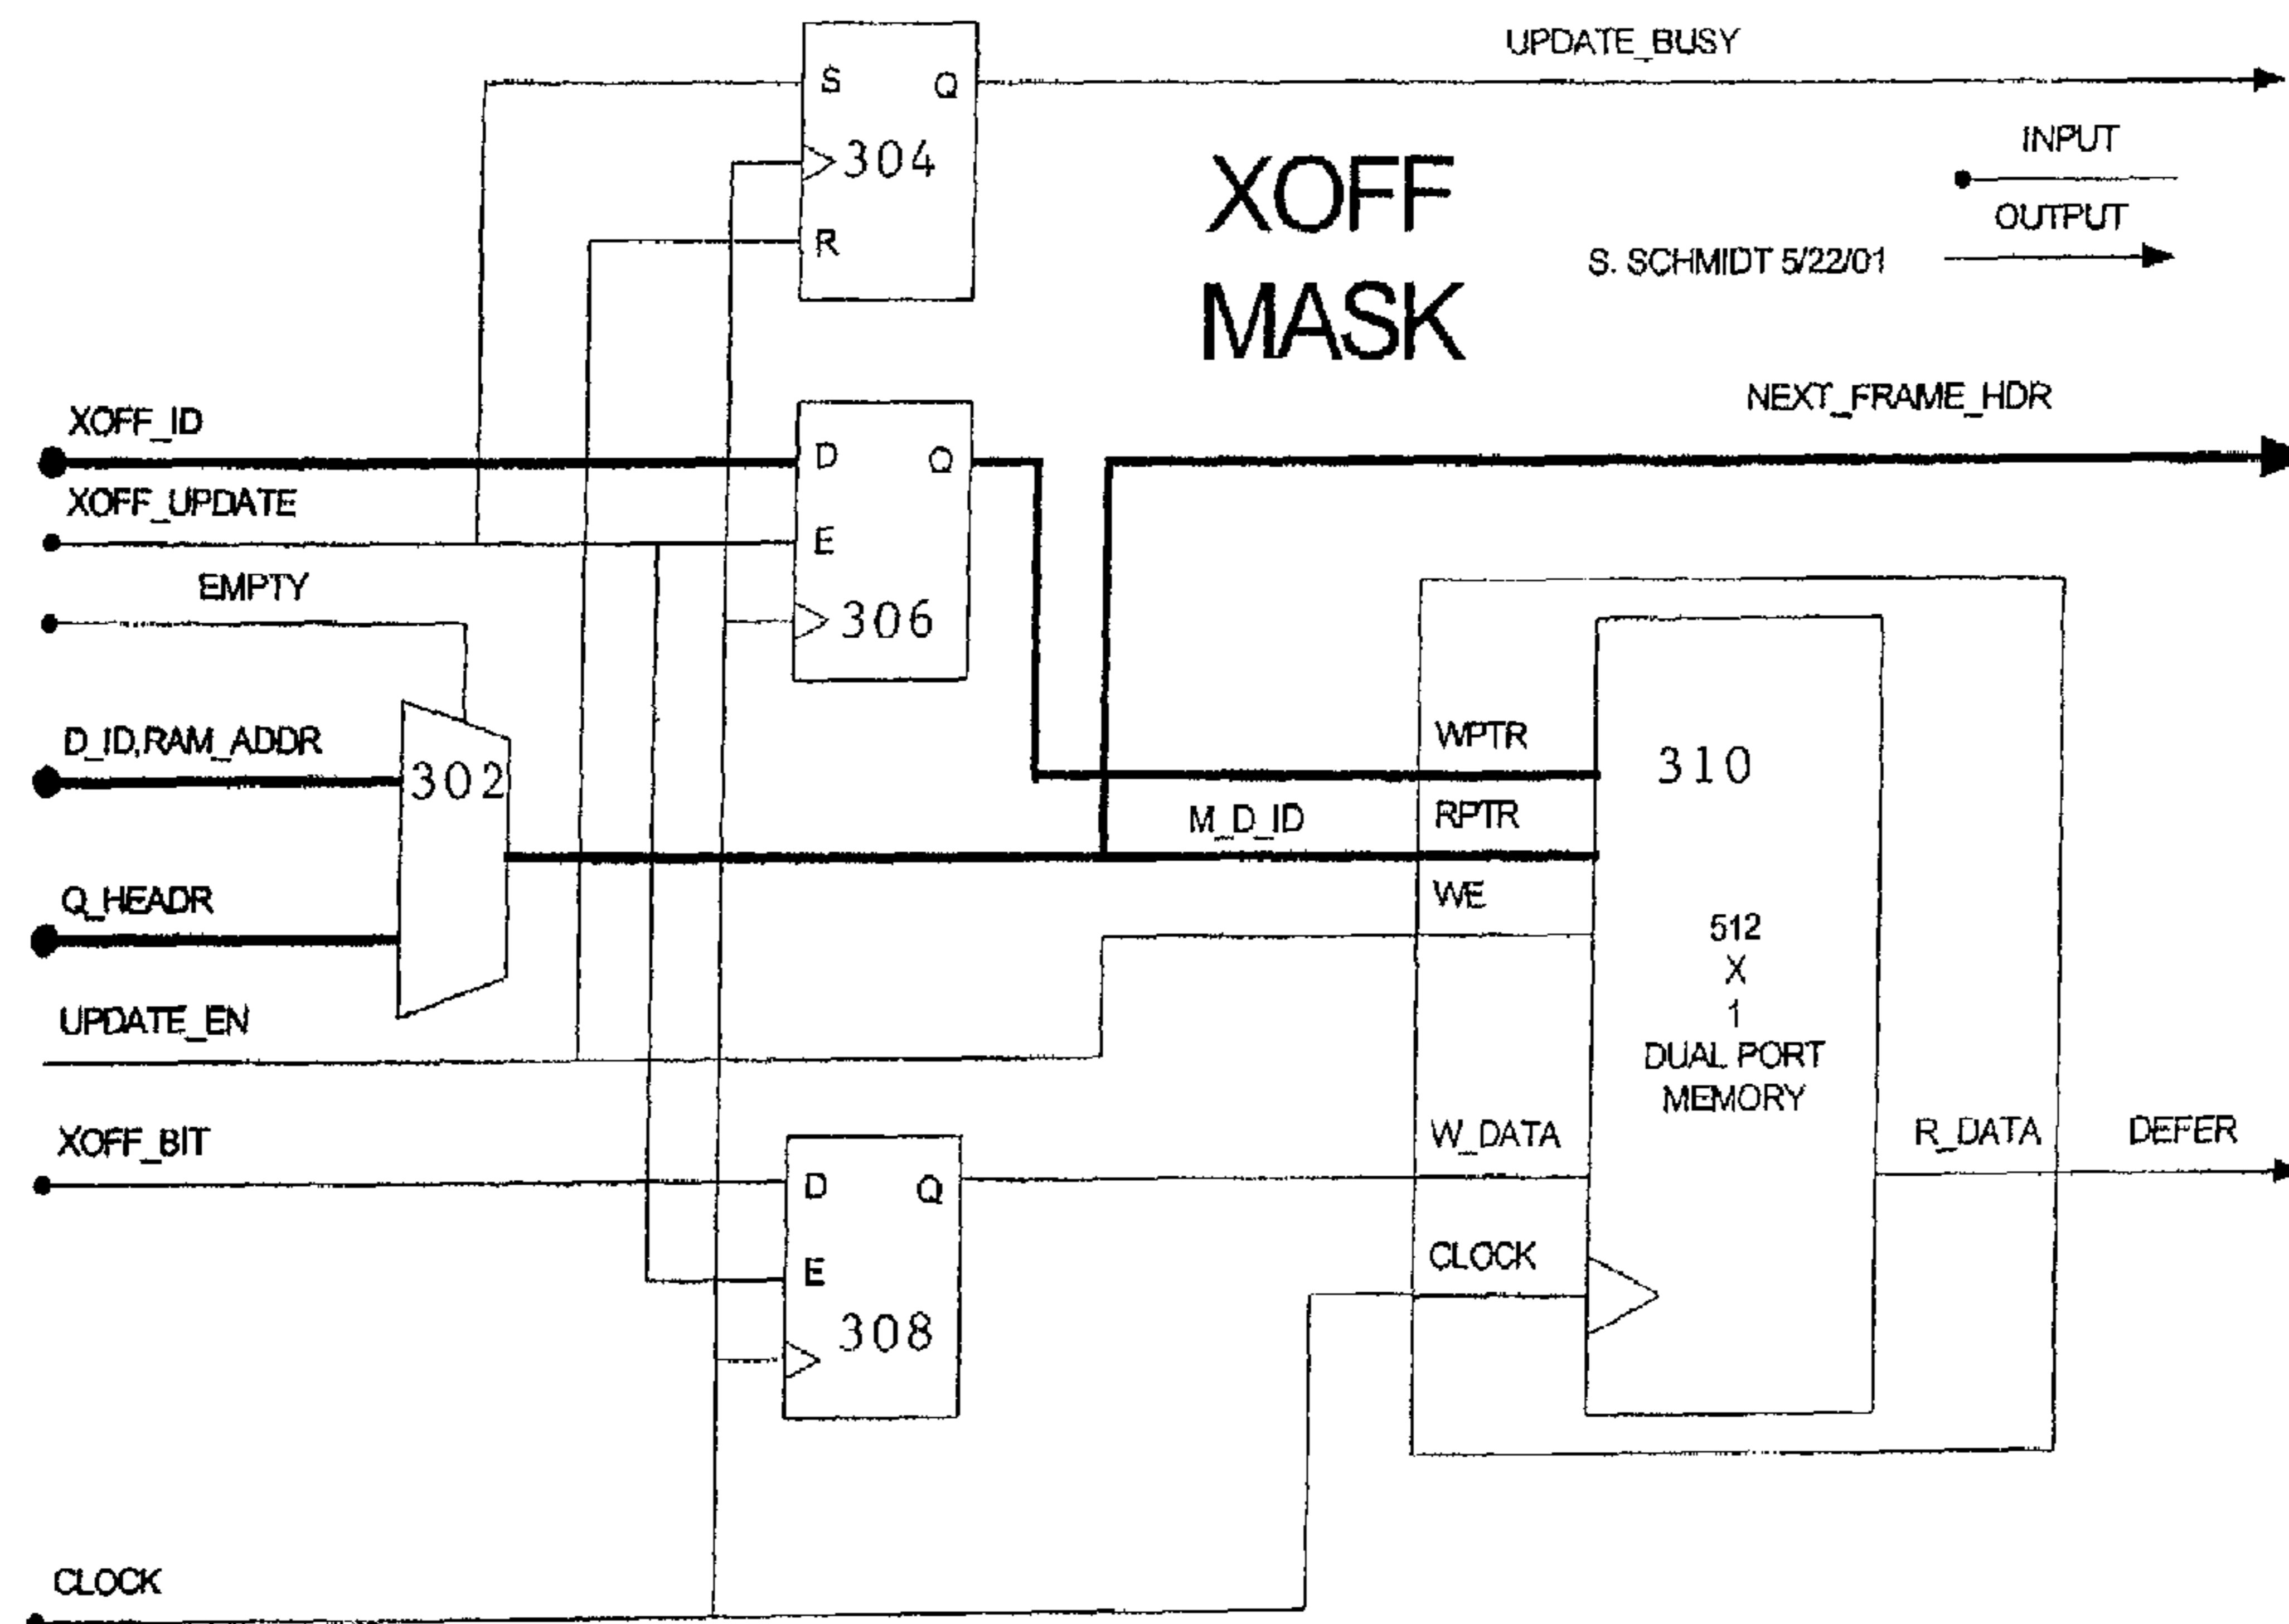 UPDATE_BUSY
S Q
304
R
XOFF
MASK
INPUT
OUTPUT
S. SCHMIDT 5/22/01
NEXT_FRAME_HDR
XOFF_ID
D Q
XOFF_UPDATE
E
EMPTY
306
D_ID,RAM_ADDR
302
WPTR
310
M_D_ID
RPTR
Q_HEADR
WE
512
X
1
DUAL PORT
MEMORY
UPDATE_EN
XOFF_BIT
D Q
W_DATA
R_DATA
DEFER
E
308
CLOCK
CLOCK